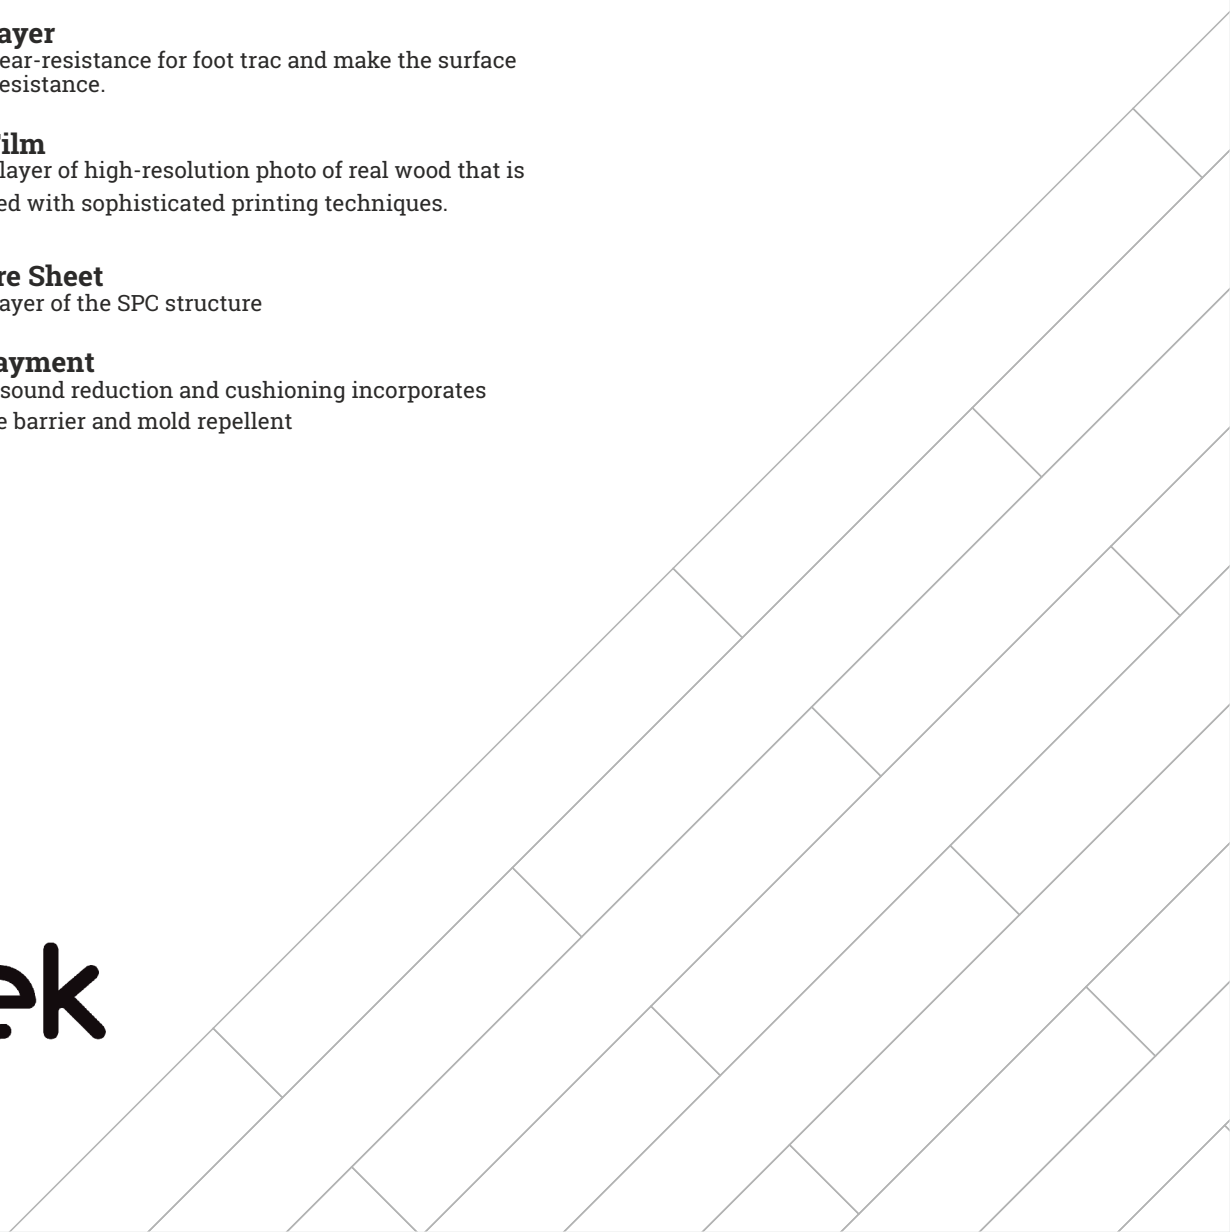 ayer
ear-resistance for foot trac and make the surface
esistance.
ilm
layer of high-resolution photo of real wood that is
ed with sophisticated printing techniques.
re Sheet
ayer of the SPC structure
ayment
sound reduction and cushioning incorporates
e barrier and mold repellent
ek